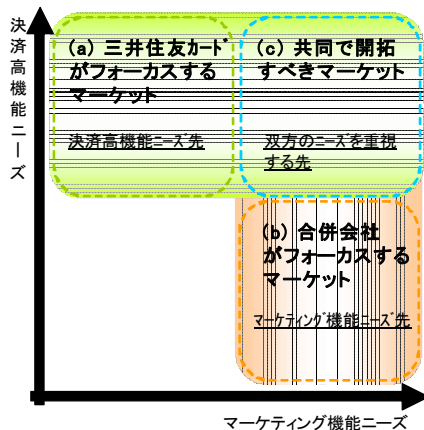 決済高機能ニーズ
(a) 三井住友カード
がフォーカスする
マーケット
決済高機能ニーズ先
(c) 共同で開拓
すべきマーケット
双方のニーズを重視
する先
(b) 合併会社
がフォーカスする
マーケット
マーケティング機能ニーズ先
マーケティング機能ニーズ